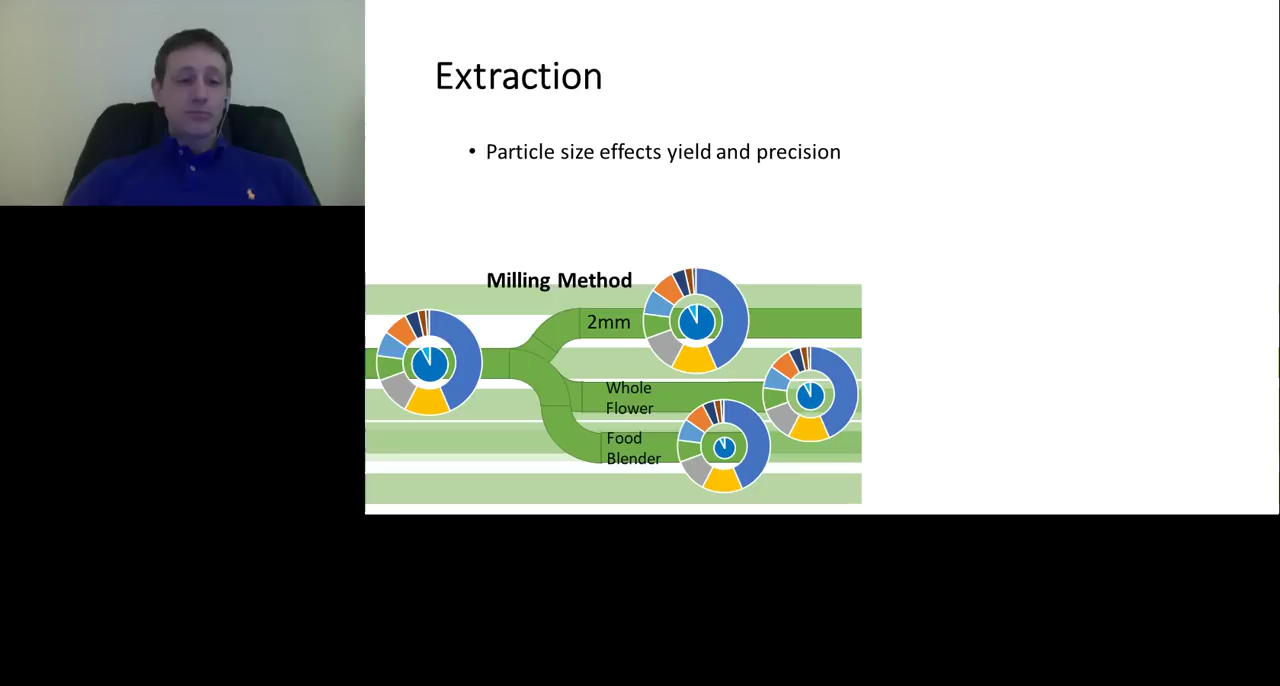 Extraction
• Particle size effects yield and precision
Milling Method
2mm
Whole
Flower
Food
Blender